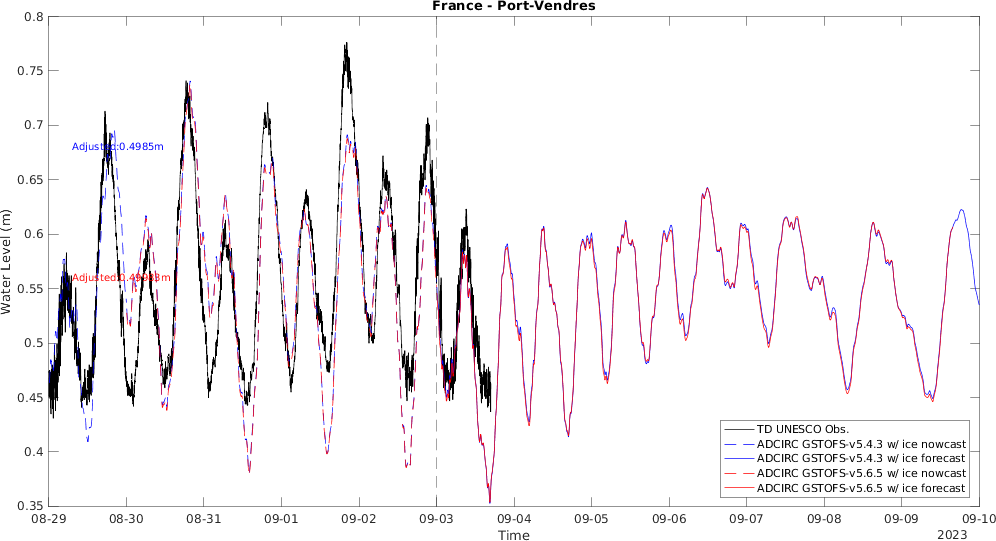 France - Port-Vendres
Water Level (m)
0.8
0.75
0.7
0.65
0.6
0.55
0.5
0.45
0.4
0.35
Adjusted:0.4985m
TD UNESCO Obs.
ADCIRC GSTOFS-v5.4.3 w/ ice nowcast
ADCIRC GSTOFS-v5.4.3 w/ ice forecast
ADCIRC GSTOFS-v5.6.5 w/ ice nowcast
ADCIRC GSTOFS-v5.6.5 w/ ice forecast
08-29 08-30 08-31 09-01 09-02 09-03 09-04 09-05 09-06 09-07 09-08 09-09 09-10
Time
2023